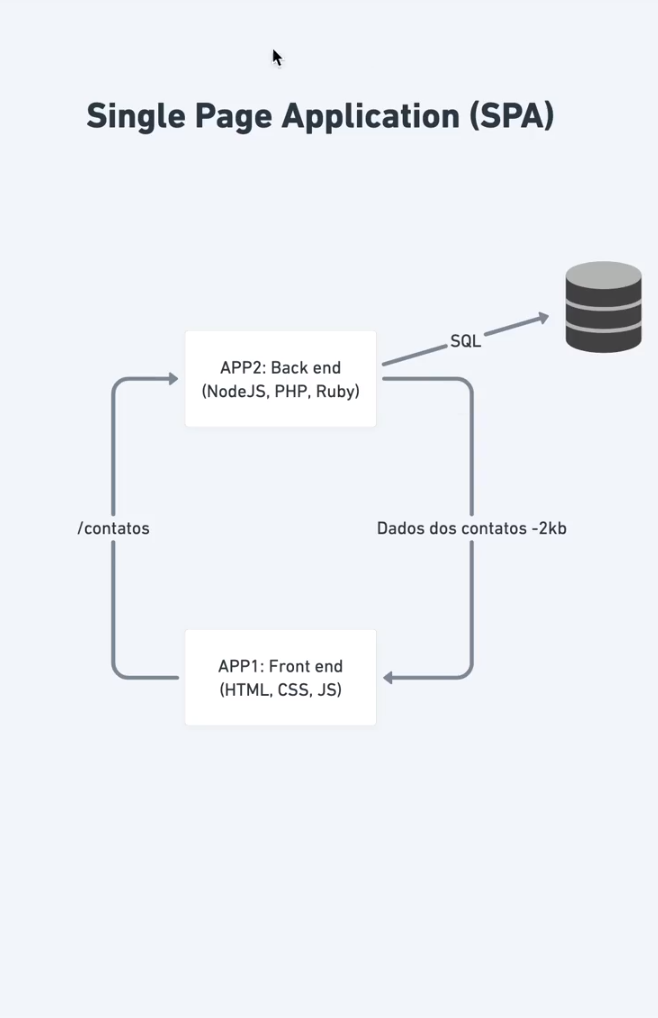 Single Page Application (SPA)
SQL
APP2: Back end
(NodeJS, PHP, Ruby)
/contatos
Dados dos contatos -2kb
APP1: Front end
(HTML, CSS, JS)